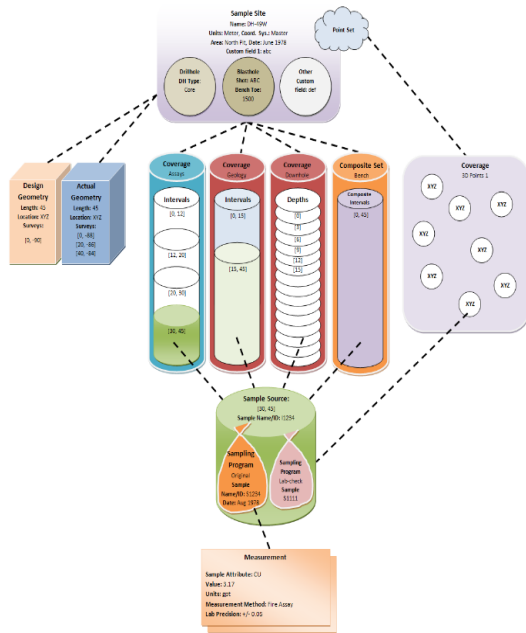 Sample Site
Name: DH-49W
Units: Meter, Coord. Sys.: Master
Area: North Pit, Date: June 1978
Custom field 1: abc
Point Set
Drillhole
DH Type:
Core
Blasthole
Shot: ABC
Bench Toe:
1500
Other
Custom
field: def
Design
Geometry
Length: 45
Location: XYZ
Surveys:
[0, -90]
Actual
Geometry
Length: 45
Location: XYZ
Surveys:
[0, -88]
[20, -86]
[40, -84]
Coverage
Assays
Intervals
[0, 12]
[12, 20]
[20, 30]
[30, 45]
Coverage
Geology
Intervals
[0, 15]
[15, 45]
Coverage
Downhole
Depths
[0]
[3]
[6]
[9]
[12]
[15]
Composite Set
Bench
Composite
Intervals
[0, 45]
Coverage
3D Points 1
XYZ
XYZ
XYZ
XYZ
XYZ
XYZ
XYZ
XYZ
Sample Source:
[30, 45]
Sample Name/ID:
Sampling
Program
Original
Sample
Name/ID: S1234
Date: Aug 1978
Sampling
Program
Lab-check
Sample
S1111
Measurement
Sample Attribute: CU
Value: 3.17
Units: gpt
Measurement Method: Fire Assay
Lab Precision: +/- 0.05